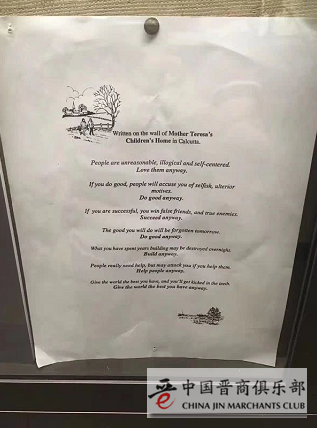 Written on the wall of Mother Teresa's
Children's Home in Calcutta.
People are unreasonable, illogical and self-centered.
Love them anyway.
If you do good, people will accuse you of selfish, ulterior
motives.
Do good anyway.
If you are successful, you win false friends, and true enemies.
Succeed anyway.
The good you will do will be forgotten tomorrow.
Do good anyway.
What you have spent years building may be destroyed overnight.
Build anyway.
People really need help, but may attack you if you help them.
Help people anyway.
Give the world the best you have, and you'll get kicked in the teeth.
Give the world the best you have anyway.
中国晋商俱乐部
CHINA JIN MARCHANTS CLUB